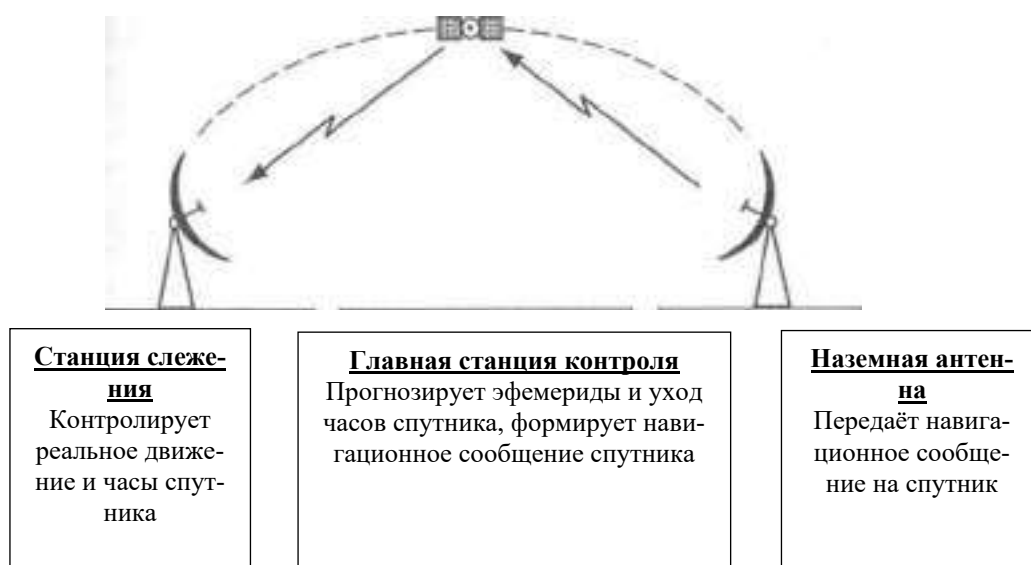 Станция слеже-
ния
Контролирует
реальное движе-
ние и часы спут-
ника
Главная станция контроля
Прогнозирует эфемериды и уход
часов спутника, формирует нави-
гационное сообщение спутника
Наземная антен-
на
Передаёт навига-
ционное сообще-
ние на спутник